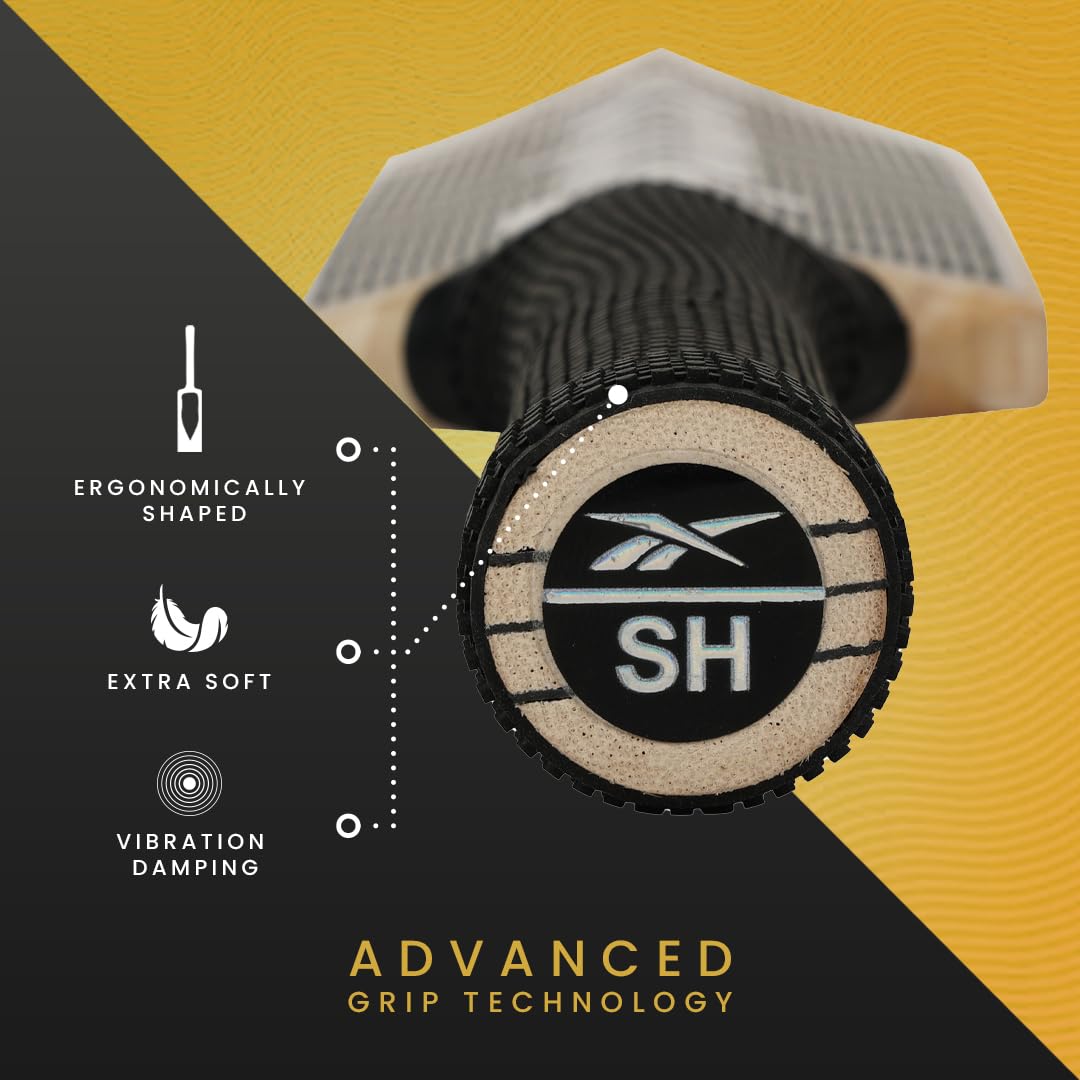 ERGONOMICALLY
SHAPED
EXTRA SOFT
VIBRATION
DAMPING
SH
ADVANCED
GRIP TECHNOLOGY